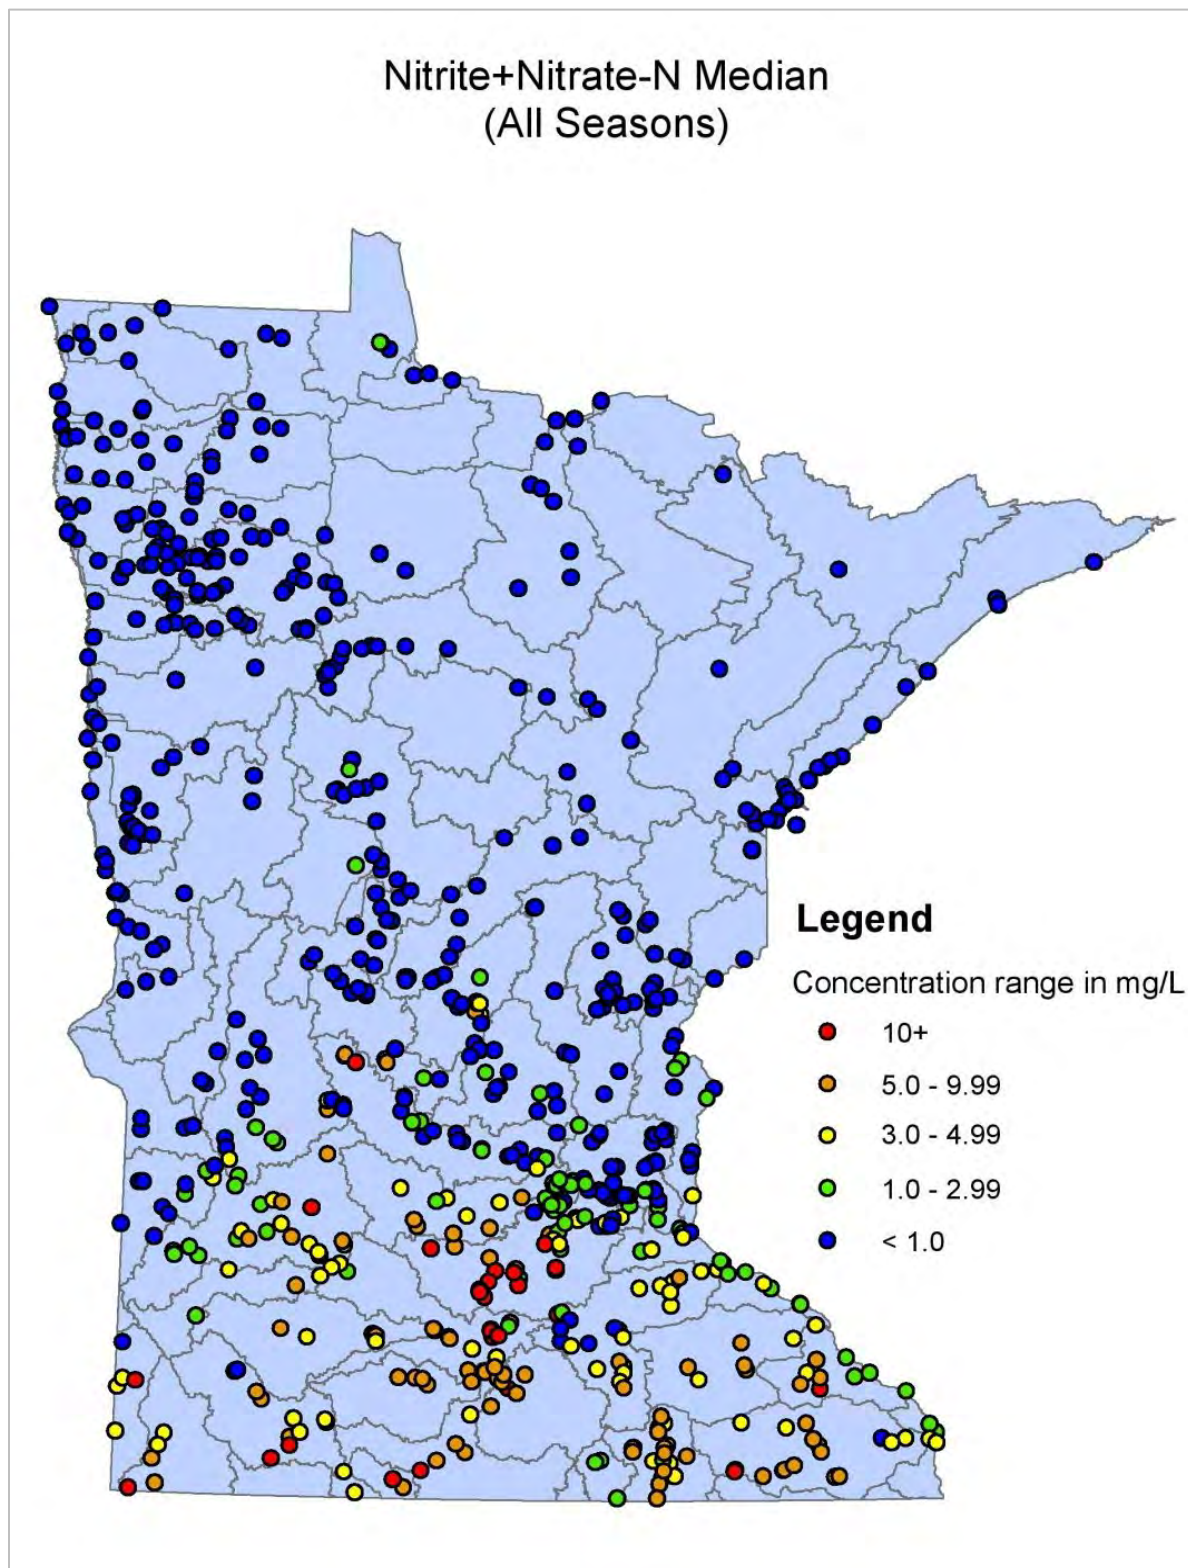 Nitrite+Nitrate-N Median
(All Seasons)
Legend
Concentration range in mg/L
10+
5.0 - 9.99
3.0 - 4.99
1.0 - 2.99
< 1.0